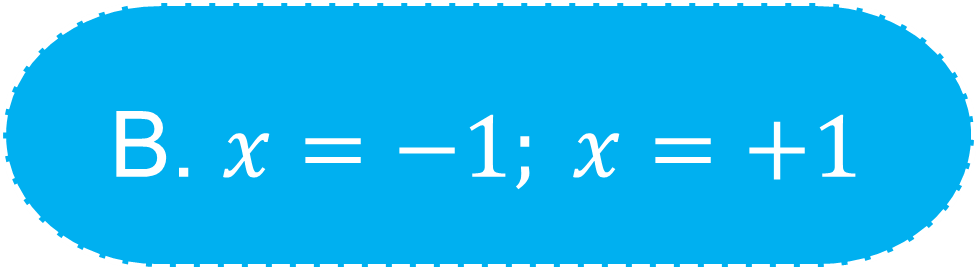 B. 𝑥 = −1; 𝑥 = +1